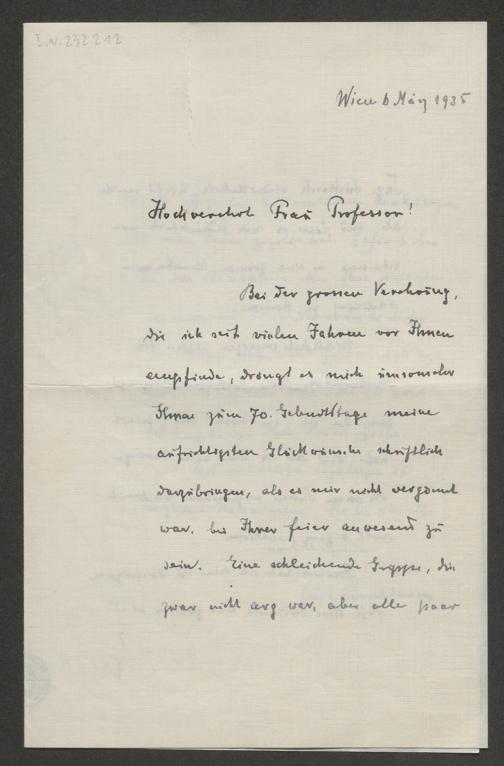 I.N. 232.212
Wien 6 März 1935
Hochverehrte Frau Professor!
Bei der grossen Verehrung,
die ich seit vielen Jahren vor Ihnen
empfinde, drängt es mich umsomehr
Ihnen zum 70. Geburtstage meine
aufrichtigsten Glückwünsche schriftlich
darzubringen, als es mir nicht vergönnt
war, bei Ihrer Feier anwesend zu
sein. Eine schleichende Grippe, die
zwar nicht arg war, aber alle paar